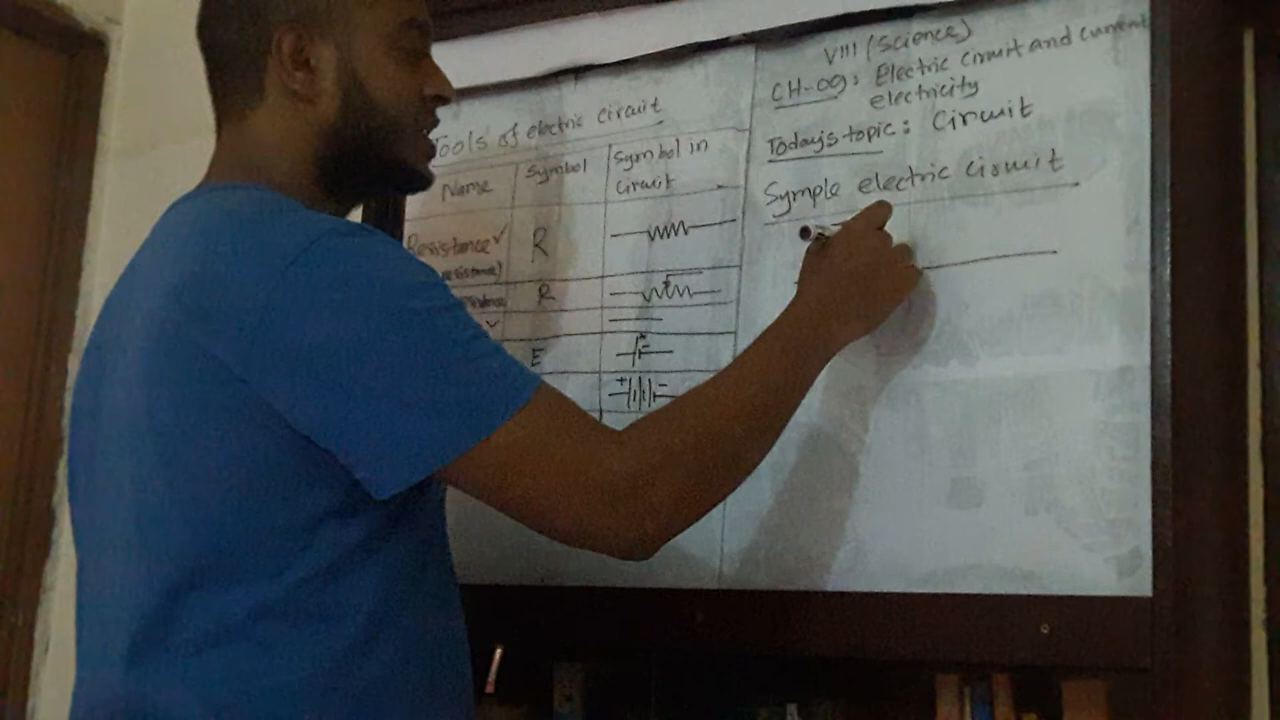 Tools of electric circuit
Name Symbol Symbol in circuit
Resistance R
R
E
VIII (Science)
CH-09: Electric circuit and current
electricity
Today's topic: Circuit
Symple electric circuit